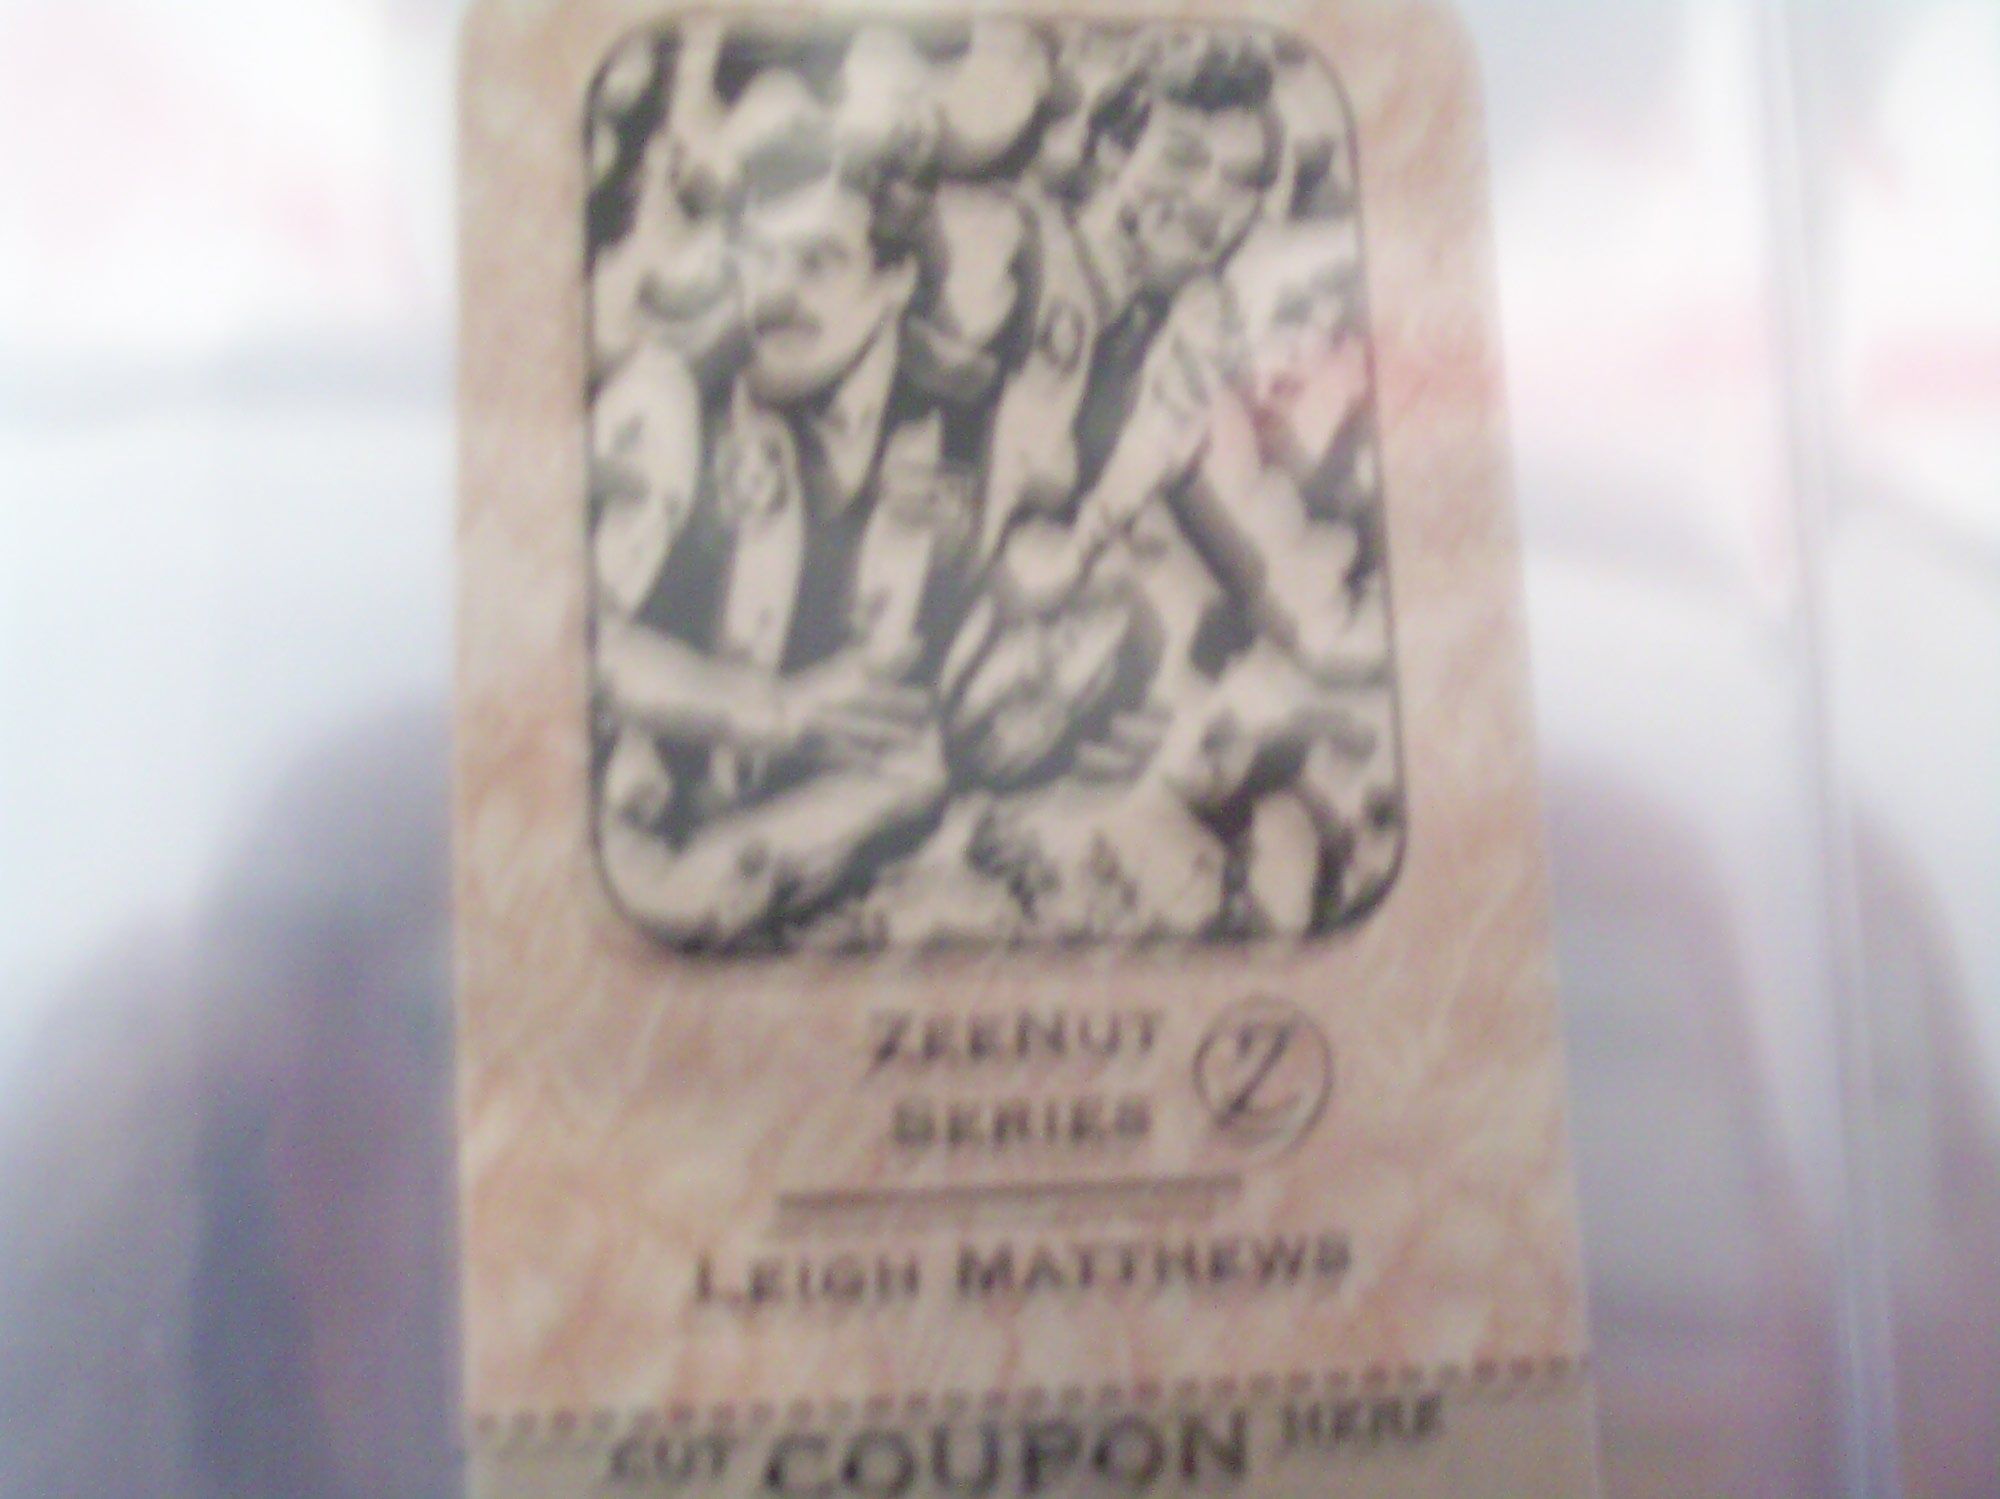 ZEENUT
SERIES
Z
LEIGH MATTHEWS
CUT COUPON HERE